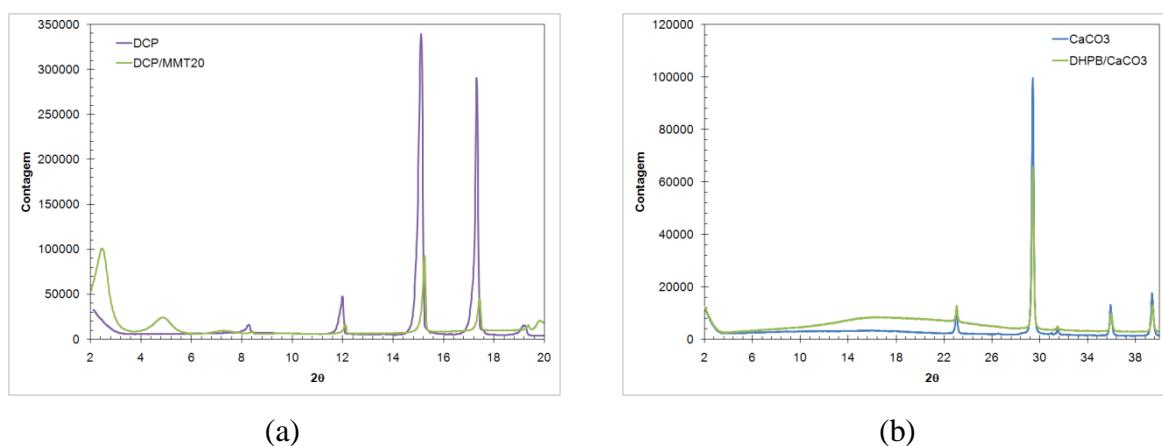 350000
300000
250000
200000
150000
100000
50000
0
Contagem
DCP
DCP/MMT20
2 4 6 8 10 12 14 16 18 20
2θ
(a)
120000
100000
80000
60000
40000
20000
0
Contagem
CaCO3
DHPB/CaCO3
2 6 10 14 18 22 26 30 34 38
2θ
(b)